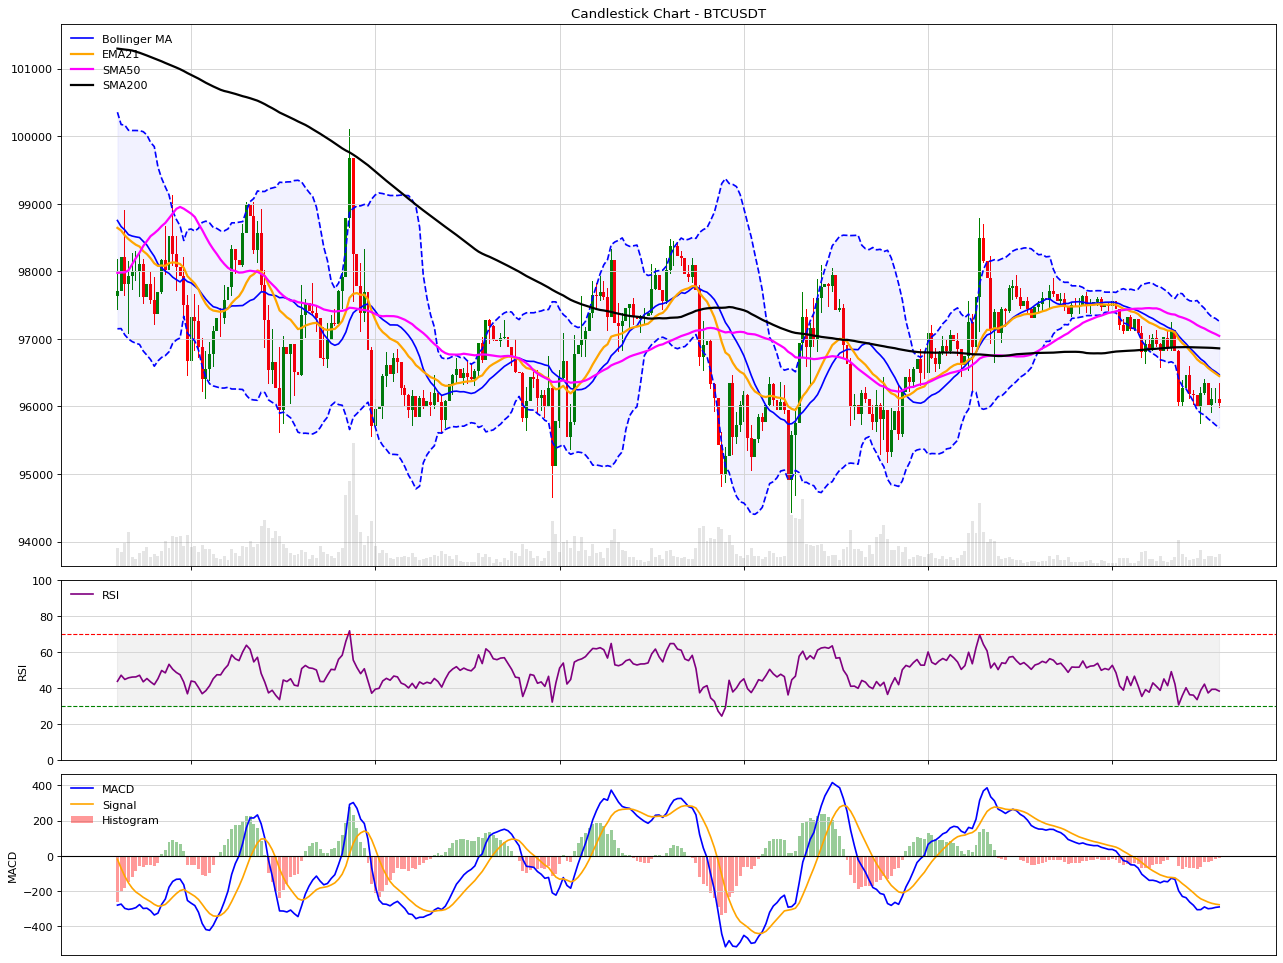 Candlestick Chart - BTCUSDT
Bollinger MA
EMA21
SMA50
SMA200
101000
100000
99000
98000
97000
96000
95000
94000
RSI
RSI
100
80
60
40
20
0
MACD
Signal
Histogram
MACD
400
200
0
−200
−400